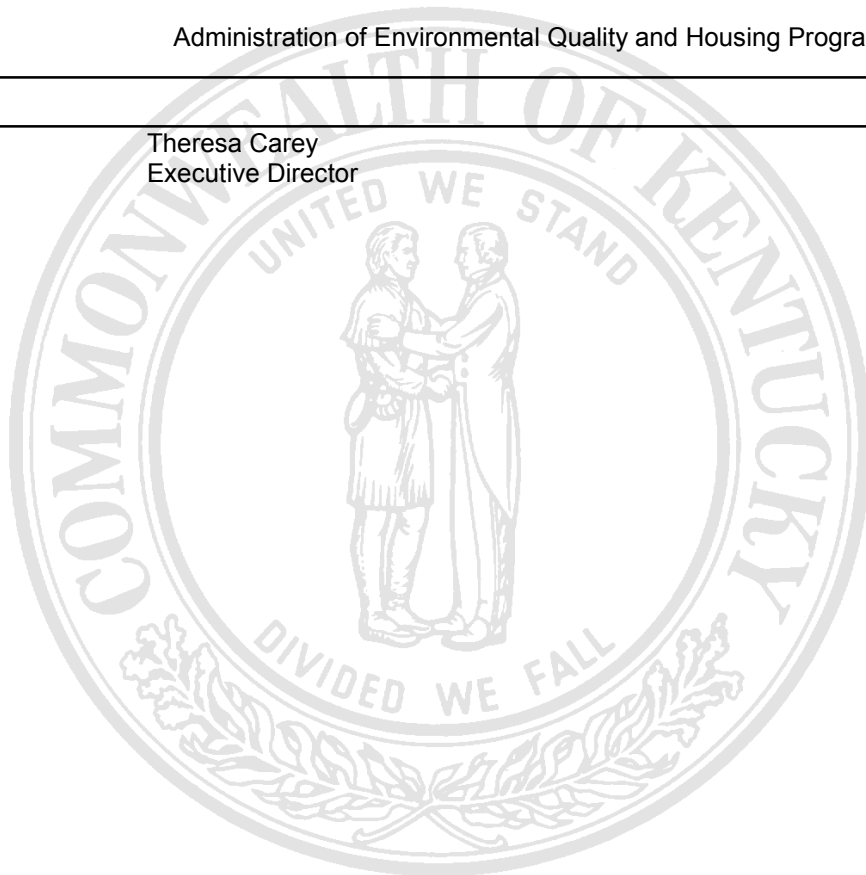 Administration of Environmental Quality and Housing Progra
Theresa Carey
Executive Director
COMMONWEALTH OF KENTUCKY
UNITED WE STAND
DIVIDED WE FALL